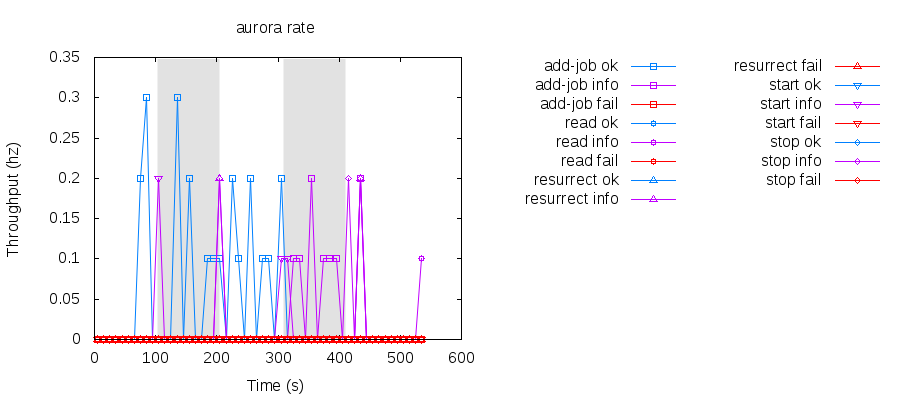 aurora rate
Throughput (hz)
0.35
0.3
0.25
0.2
0.15
0.1
0.05
0
0 100 200 300 400 500 600
Time (s)
add-job ok
add-job info
add-job fail
read ok
read info
read fail
resurrect ok
resurrect info
resurrect fail
start ok
start info
start fail
stop ok
stop info
stop fail